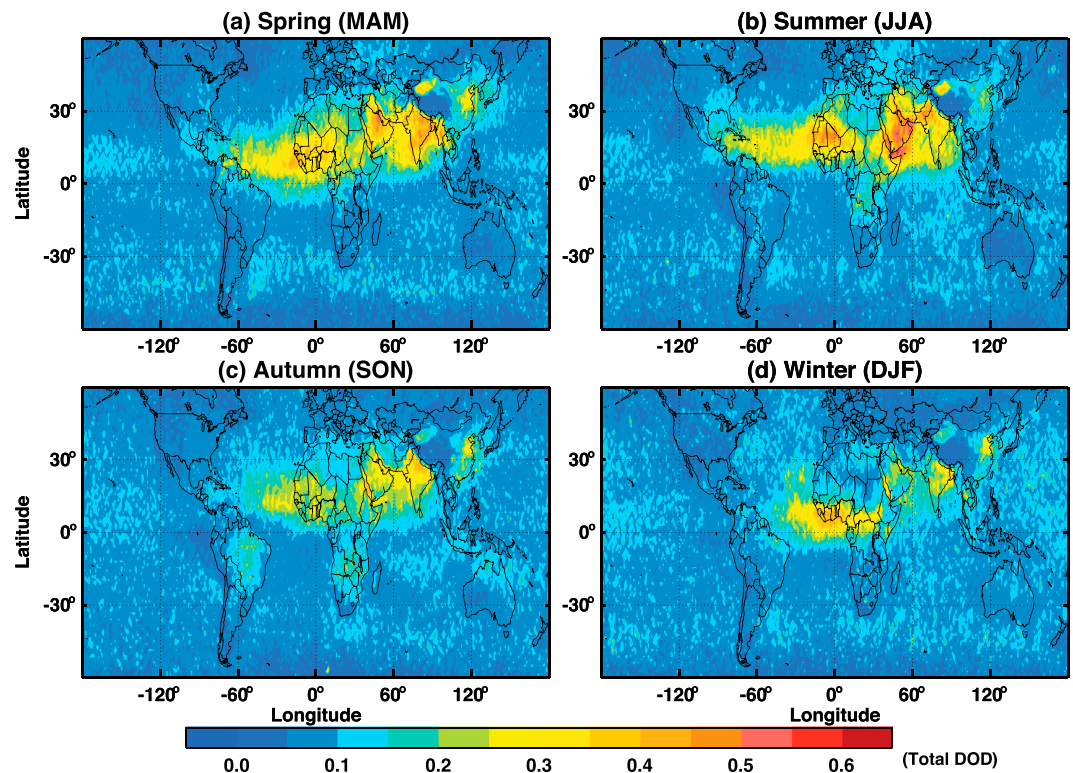 (a) Spring (MAM)
(b) Summer (JJA)
Latitude
30°
0°
-30°
-120° -60° 0° 60° 120°
30°
0°
-30°
-120° -60° 0° 60° 120°
(c) Autumn (SON)
(d) Winter (DJF)
Latitude
30°
0°
-30°
-120° -60° 0° 60° 120°
Longitude
30°
0°
-30°
-120° -60° 0° 60° 120°
Longitude
0.0 0.1 0.2 0.3 0.4 0.5 0.6 (Total DOD)